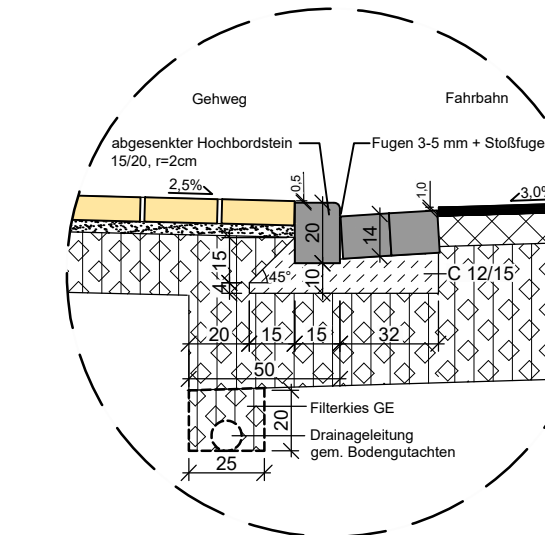 Gehweg
Fahrbahn
abgesenkter Hochbordstein
15/20, r=2cm
Fugen 3-5 mm + Stoßfuge
2,5%
0,5
1,0
3,0%
20
14
15
45°
10
C 12/15
20 15 15 32
50
Filterkies GE
20
Drainageleitung
gem. Bodengutachten
25